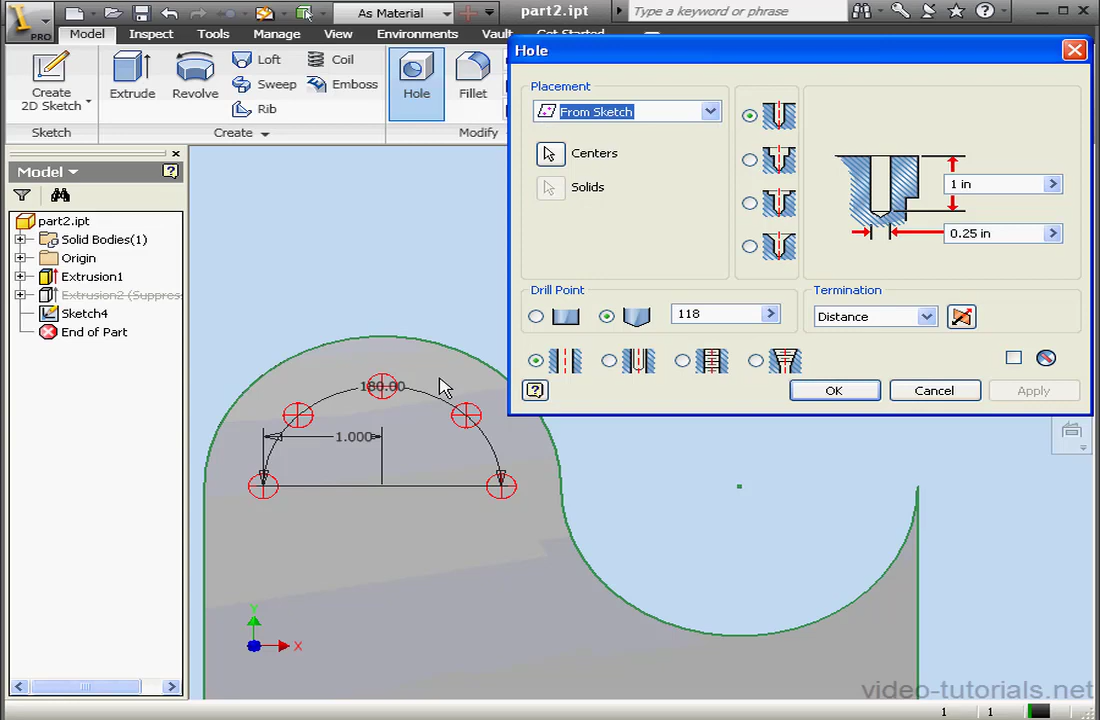 As Material
part2.ipt
Type a keyword or phrase
PRO
Model
Inspect
Tools
Manage
View
Environments
Vault
Get Started
Create
2D Sketch
Extrude
Revolve
Loft
Sweep
Rib
Coil
Emboss
Hole
Fillet
Sketch
Create
Modify
Model
part2.ipt
Solid Bodies(1)
Origin
Extrusion1
Extrusion2 (Suppres
Sketch4
End of Part
Hole
Placement
From Sketch
Centers
Solids
1 in
0.25 in
Drill Point
118
Termination
Distance
OK
Cancel
Apply
180.00
1.000
Y
X
video-tutorials.net
1
1